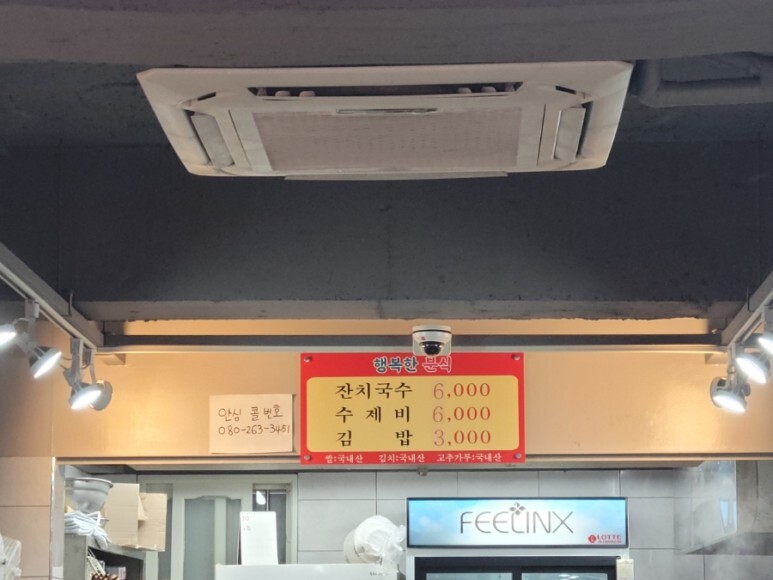 행복한 분식
잔치국수 6,000
수제비 6,000
김 밥 3,000
쌀:국내산 김치:국내산 고추가루:국내산
안심 콜 번호
080-263-3451
FEELINX
LOTTE